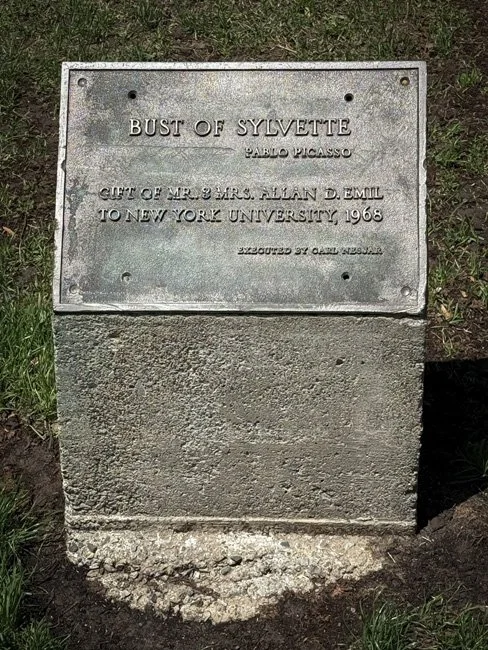 BUST OF SYLVETTE
PABLO PICASSO
GIFT OF MR. & MRS. ALLAN D. EMIL
TO NEW YORK UNIVERSITY, 1968
EXECUTED BY CARL NESJAR